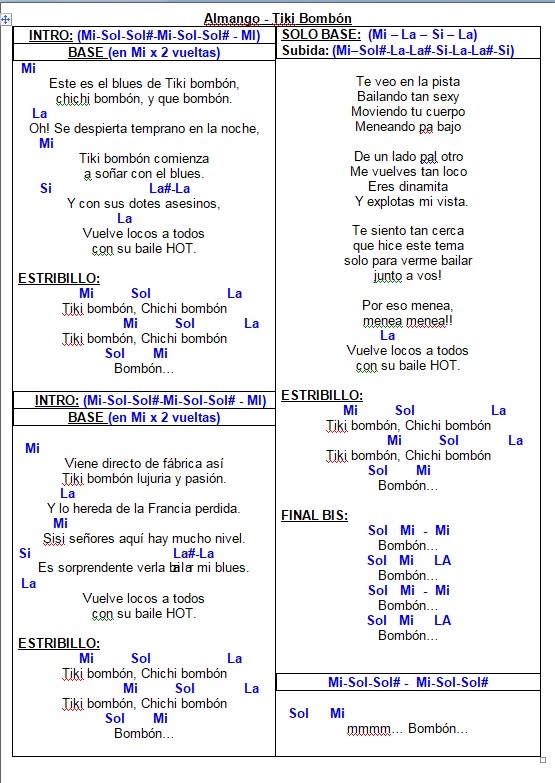 Almango - Tiki Bombón
INTRO: (Mi-Sol-Sol#-Mi-Sol-Sol# - MI)
BASE (en Mi x 2 vueltas)
Mi
Este es el blues de Tiki bombón,
chichi bombón, y que bombón.
La
Oh! Se despierta temprano en la noche,
Mi
Tiki bombón comienza
a soñar con el blues.
Si La#-La
Y con sus dotes asesinos,
La
Vuelve locos a todos
con su baile HOT.
ESTRIBILLO:
Mi Sol La
Tiki bombón, Chichi bombón
Mi Sol La
Tiki bombón, Chichi bombón
Sol Mi
Bombón…
INTRO: (Mi-Sol-Sol#-Mi-Sol-Sol# - MI)
BASE (en Mi x 2 vueltas)
Mi
Viene directo de fábrica así
Tiki bombón lujuria y pasión.
La
Y lo hereda de la Francia perdida.
Mi
Sisi señores aquí hay mucho nivel.
Si La#-La
Es sorprendente verla bailar mi blues.
La
Vuelve locos a todos
con su baile HOT.
ESTRIBILLO:
Mi Sol La
Tiki bombón, Chichi bombón
Mi Sol La
Tiki bombón, Chichi bombón
Sol Mi
Bombón…
SOLO BASE: (Mi – La – Si – La)
Subida: (Mi–Sol#-La-La#-Si-La-La#-Si)
Te veo en la pista
Bailando tan sexy
Moviendo tu cuerpo
Meneando pa bajo
De un lado pal otro
Me vuelves tan loco
Eres dinamita
Y explotas mi vista.
Te siento tan cerca
que hice este tema
solo para verme bailar
junto a vos!
Por eso menea,
menea menea!!
La
Vuelve locos a todos
con su baile HOT.
ESTRIBILLO:
Mi Sol La
Tiki bombón, Chichi bombón
Mi Sol La
Tiki bombón, Chichi bombón
Sol Mi
Bombón…
FINAL BIS:
Sol Mi - Mi
Bombón…
Sol Mi LA
Bombón…
Sol Mi - Mi
Bombón…
Sol Mi LA
Bombón…
Mi-Sol-Sol# - Mi-Sol-Sol#
Sol Mi
mmmm… Bombón…